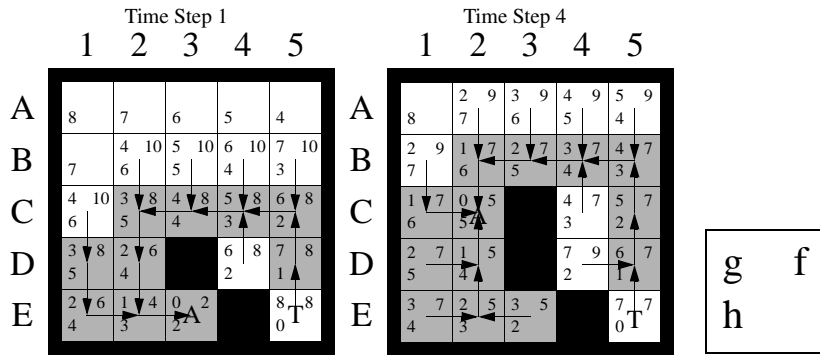 Time Step 1
1 2 3 4 5
A
8 7 6 5 4
B
4 10 5 10 6 10 7 10
7 6 5 4 3
C
4 10 3 8 4 8 5 8 6 8
6 5 4 3 2
D
3 8 2 6 6 8 7 8
5 4 2 1
E
2 6 1 4 0 2 8 8
4 3 2 A 0 T
Time Step 4
1 2 3 4 5
A
2 9 3 9 4 9 5 9
8 7 6 5 4
B
2 9 1 7 2 7 3 7 4 7
7 6 5 4 3
C
1 7 0 5 4 7 5 7
6 5 A 3 2
D
2 7 1 5 7 9 6 7
5 4 2 1
E
3 7 2 5 3 5 7 7
4 3 2 0 T
g f
h